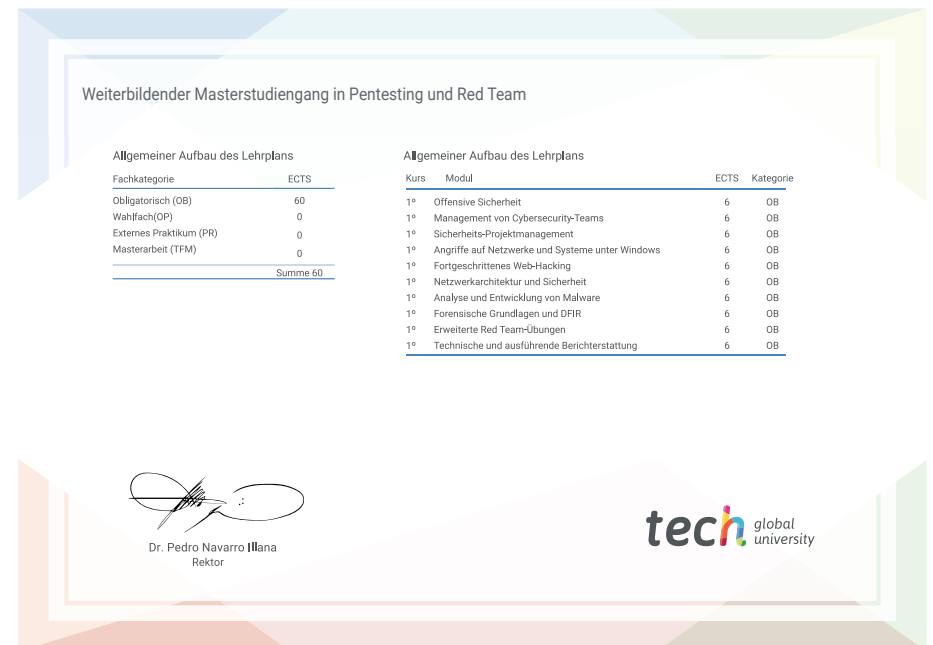 Weiterbildender Masterstudiengang in Pentesting und Red Team
Allgemeiner Aufbau des Lehrplans
Fachkategorie ECTS
Obligatorisch (OB) 60
Wahlfach(OP) 0
Externes Praktikum (PR) 0
Masterarbeit (TFM) 0
Summe 60
Allgemeiner Aufbau des Lehrplans
Kurs Modul ECTS Kategorie
1º Offensive Sicherheit 6 OB
1º Management von Cybersecurity-Teams 6 OB
1º Sicherheits-Projektmanagement 6 OB
1º Angriffe auf Netzwerke und Systeme unter Windows 6 OB
1º Fortgeschrittenes Web-Hacking 6 OB
1º Netzwerkarchitektur und Sicherheit 6 OB
1º Analyse und Entwicklung von Malware 6 OB
1º Forensische Grundlagen und DFIR 6 OB
1º Erweiterte Red Team-Übungen 6 OB
1º Technische und ausführende Berichterstattung 6 OB
Dr. Pedro Navarro Illana
Rektor
tech global
university